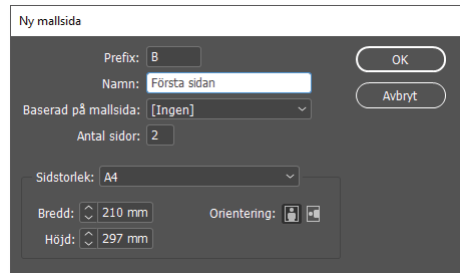 Ny mallsida
Prefix: B
OK
Namn: Första sidan
Avbryt
Baserad på mallsida: [Ingen]
Antal sidor: 2
Sidstorlek: A4
Bredd: 210 mm Orientering:
Höjd: 297 mm